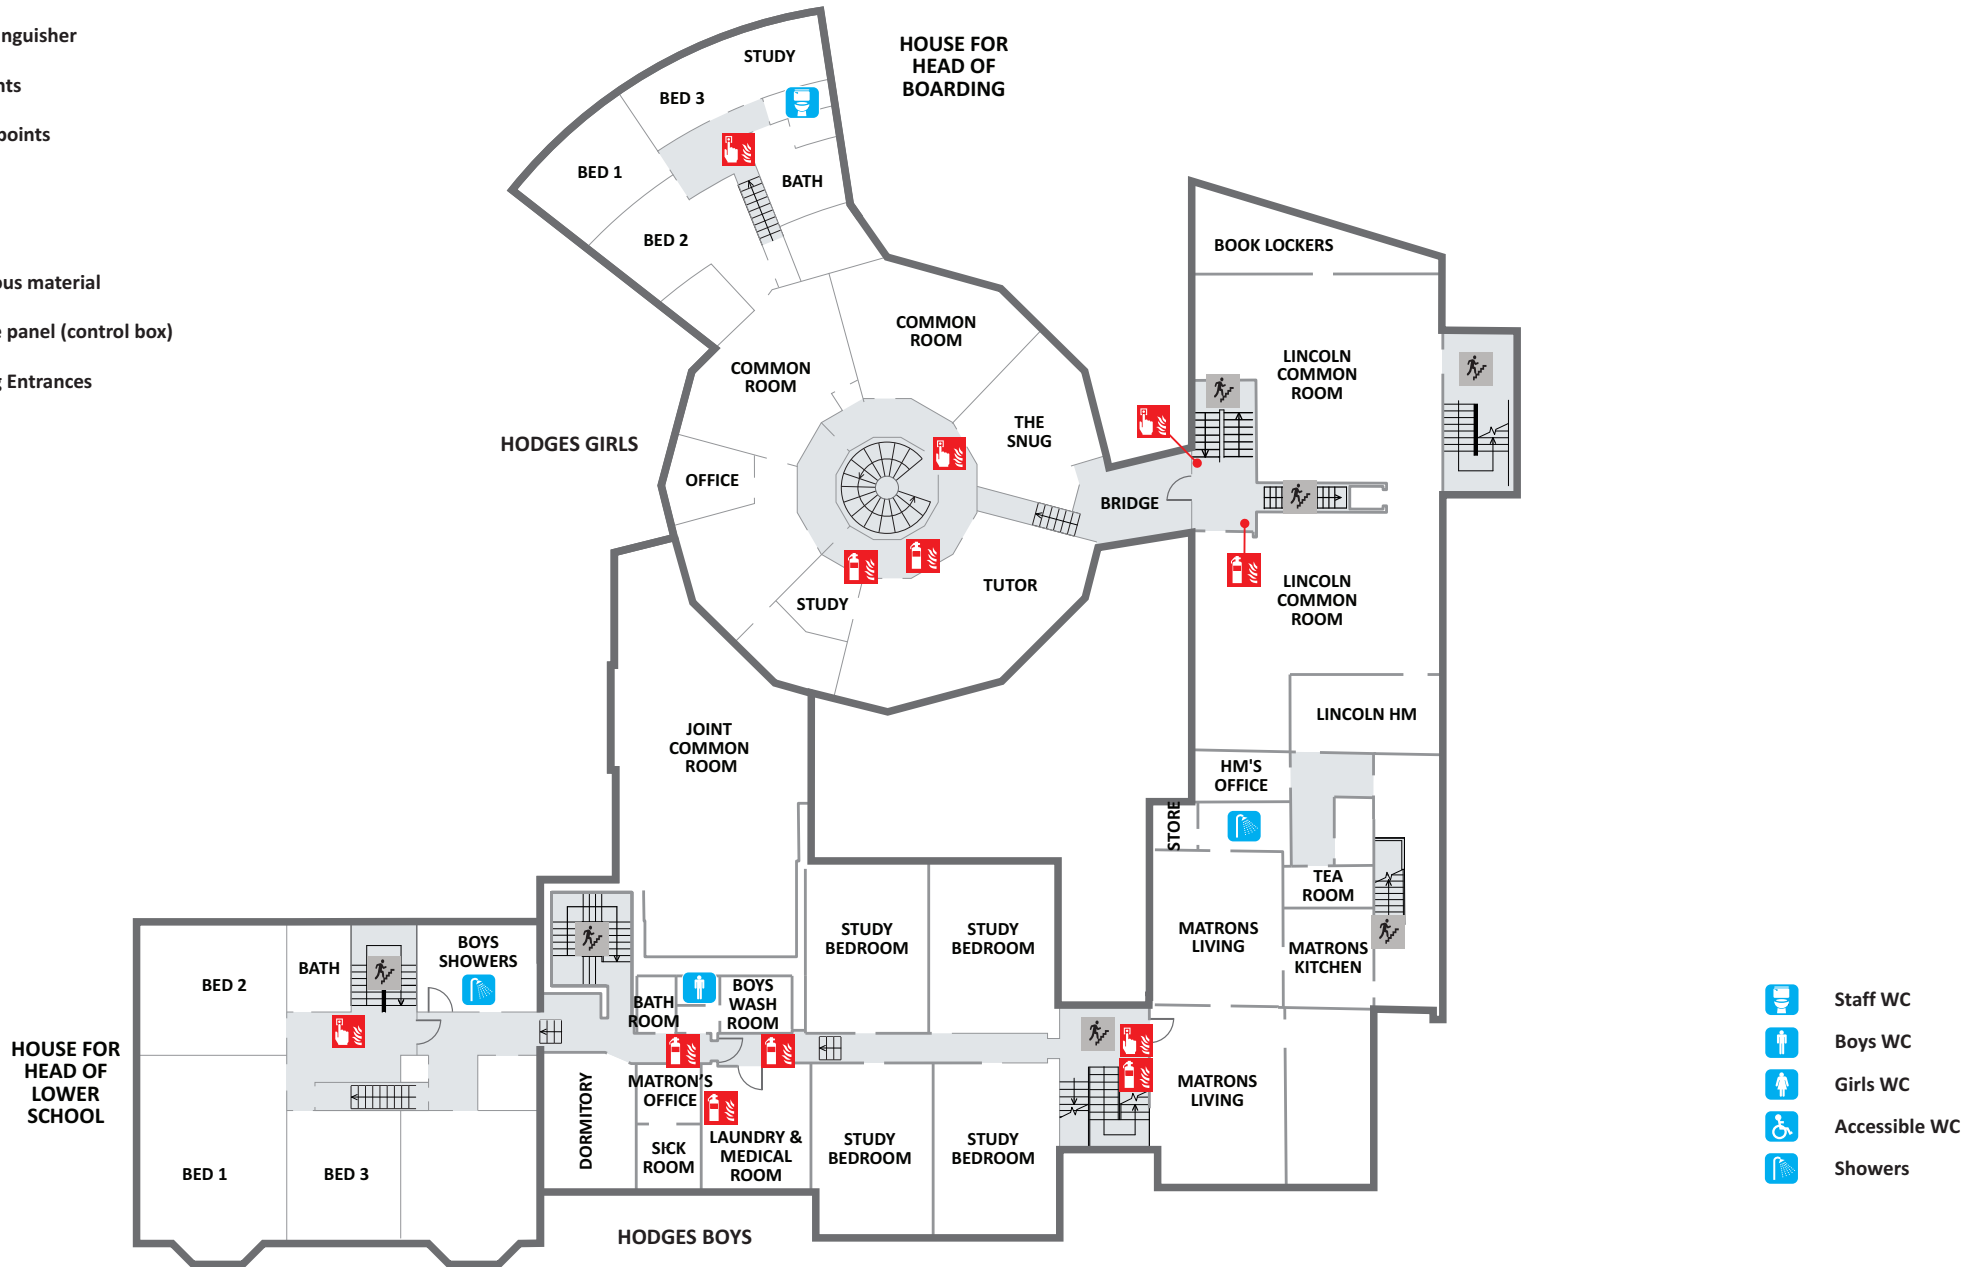 nguisher
nts
points
ous material
e panel (control box)
g Entrances
HOUSE FOR
HEAD OF
BOARDING
STUDY
BED 3
BED 1
BATH
BED 2
BOOK LOCKERS
COMMON
ROOM
COMMON
ROOM
LINCOLN
COMMON
ROOM
THE
SNUG
HODGES GIRLS
OFFICE
BRIDGE
TUTOR
STUDY
LINCOLN
COMMON
ROOM
LINCOLN HM
JOINT
COMMON
ROOM
HM'S
OFFICE
STORE
TEA
ROOM
MATRONS
LIVING
MATRONS
KITCHEN
STUDY
BEDROOM
STUDY
BEDROOM
BOYS
SHOWERS
BATH
BED 2
BATH
ROOM
BOYS
WASH
ROOM
HOUSE FOR
HEAD OF
LOWER
SCHOOL
MATRON'S
OFFICE
DORMITORY
SICK
ROOM
LAUNDRY &
MEDICAL
ROOM
STUDY
BEDROOM
STUDY
BEDROOM
MATRONS
LIVING
BED 1
BED 3
HODGES BOYS
Staff WC
Boys WC
Girls WC
Accessible WC
Showers